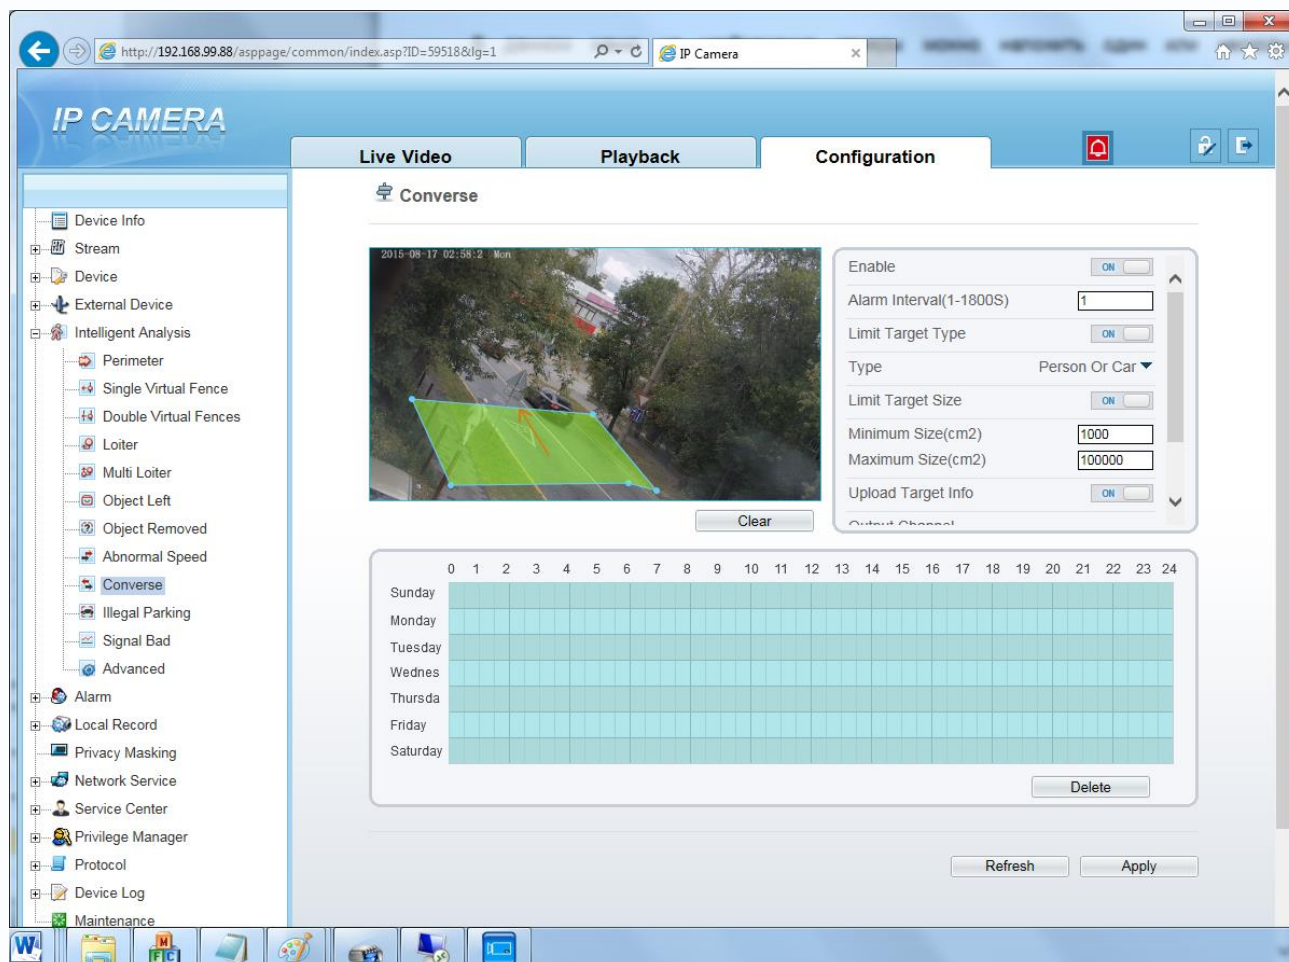 http://192.168.99.88/asppage/common/index.asp?ID=59518&lg=1
IP Camera
можно
один или
IP CAMERA
Live Video
Playback
Configuration
Converse
Device Info
Stream
Device
External Device
Intelligent Analysis
Perimeter
Single Virtual Fence
Double Virtual Fences
Loiter
Multi Loiter
Object Left
Object Removed
Abnormal Speed
Converse
Illegal Parking
Signal Bad
Advanced
Alarm
Local Record
Privacy Masking
Network Service
Service Center
Privilege Manager
Protocol
Device Log
Maintenance
2015-08-17 02:58:2 Mon
Clear
Enable ON
Alarm Interval(1-1800S) 1
Limit Target Type ON
Type Person Or Car
Limit Target Size ON
Minimum Size(cm2) 1000
Maximum Size(cm2) 100000
Upload Target Info ON
Output Channel
0 1 2 3 4 5 6 7 8 9 10 11 12 13 14 15 16 17 18 19 20 21 22 23 24
Sunday
Monday
Tuesday
Wednes
Thursda
Friday
Saturday
Delete
Refresh
Apply
W
M
F C